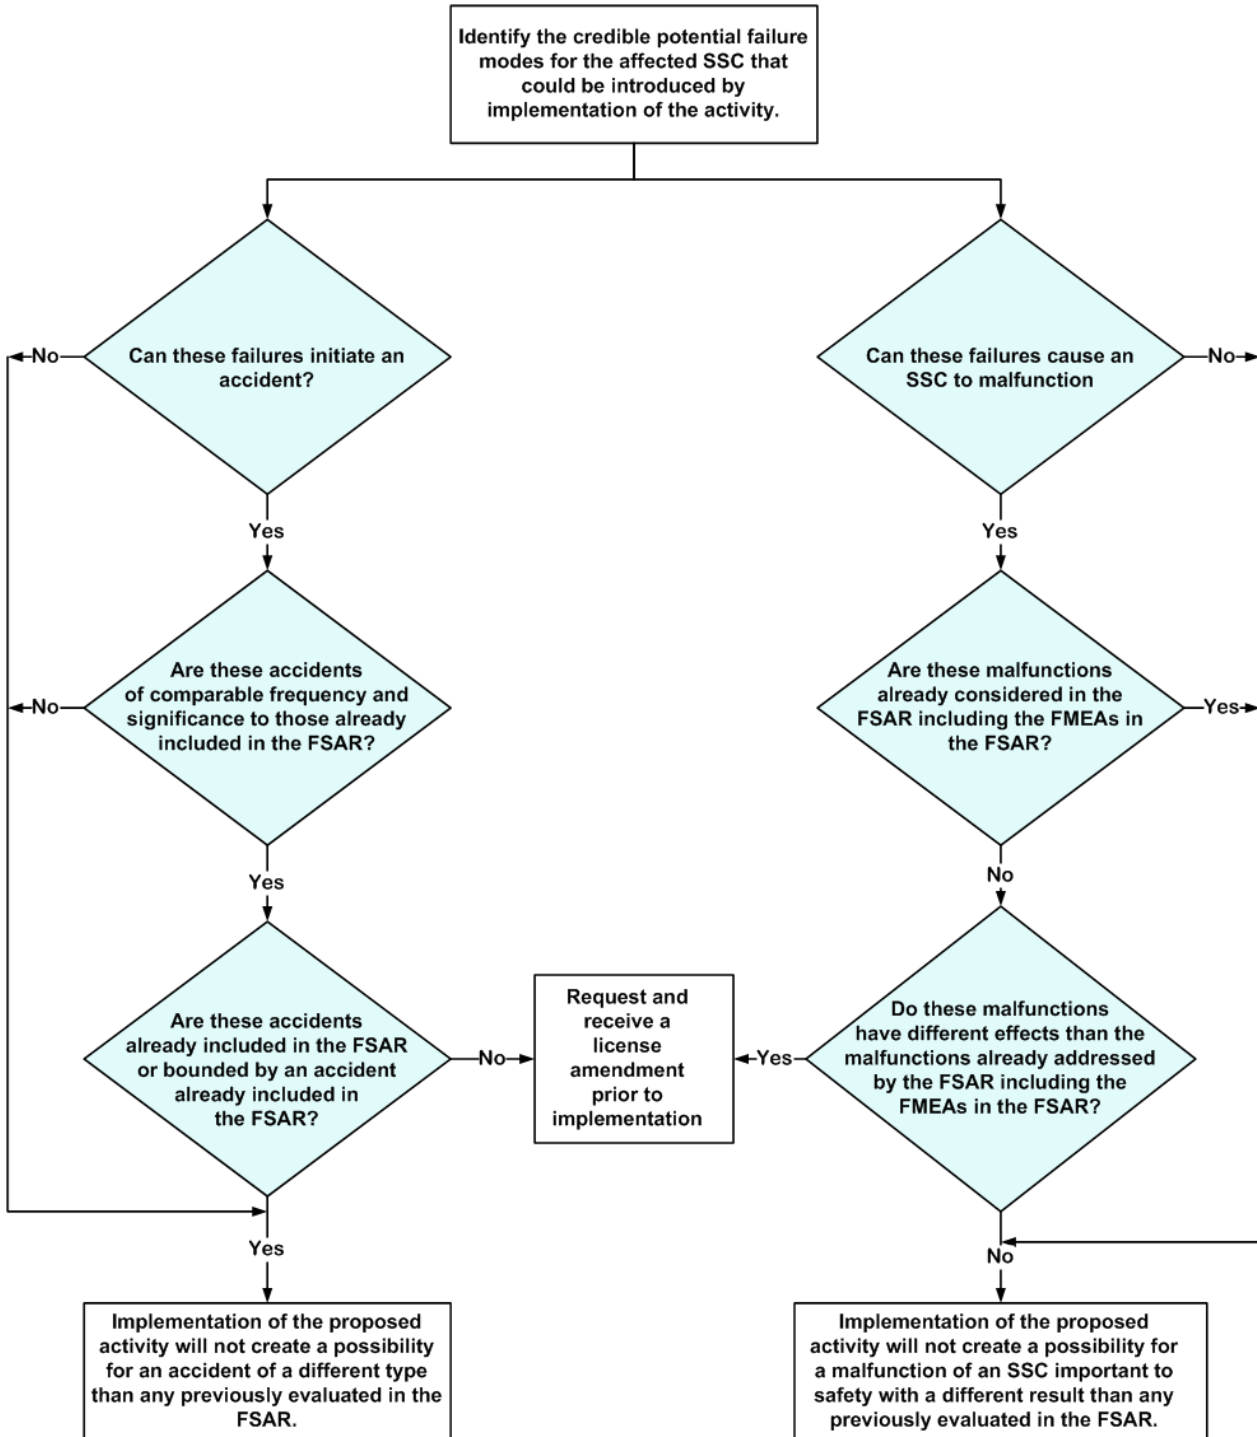 Identify the credible potential failure
modes for the affected SSC that
could be introduced by
implementation of the activity.
No
Can these failures initiate an
accident?
Can these failures cause an
SSC to malfunction
No
Yes
Yes
No
Are these accidents
of comparable frequency and
significance to those already
included in the FSAR?
Are these malfunctions
already considered in the
FSAR including the FMEAs in
the FSAR?
Yes
Yes
No
Are these accidents
already included in the FSAR
or bounded by an accident
already included in
the FSAR?
No
Request and
receive a
license
amendment
prior to
implementation
Yes
Do these malfunctions
have different effects than the
malfunctions already addressed
by the FSAR including the
FMEAs in the FSAR?
Yes
No
Implementation of the proposed
activity will not create a possibility
for an accident of a different type
than any previously evaluated in the
FSAR.
Implementation of the proposed
activity will not create a possibility for
a malfunction of an SSC important to
safety with a different result than any
previously evaluated in the FSAR.